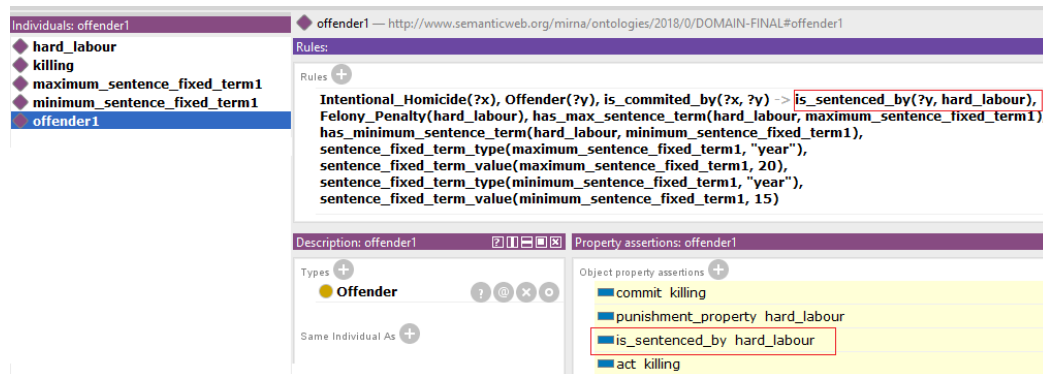 Individuals: offender1
hard_labour
killing
maximum_sentence_fixed_term1
minimum_sentence_fixed_term1
offender1
offender1 — http://www.semanticweb.org/mirna/ontologies/2018/0/DOMAIN-FINAL#offender1
Rules:
Rules
Intentional_Homicide(?x), Offender(?y), is_commited_by(?x, ?y) -> is_sentenced_by(?y, hard_labour),
Felony_Penalty(hard_labour), has_max_sentence_term(hard_labour, maximum_sentence_fixed_term1)
has_minimum_sentence_term(hard_labour, minimum_sentence_fixed_term1),
sentence_fixed_term_type(maximum_sentence_fixed_term1, "year"),
sentence_fixed_term_value(maximum_sentence_fixed_term1, 20),
sentence_fixed_term_type(minimum_sentence_fixed_term1, "year"),
sentence_fixed_term_value(minimum_sentence_fixed_term1, 15)
Description: offender1
Types
Offender
Same Individual As
Property assertions: offender1
Object property assertions
commit killing
punishment_property hard_labour
is_sentenced_by hard_labour
act killing